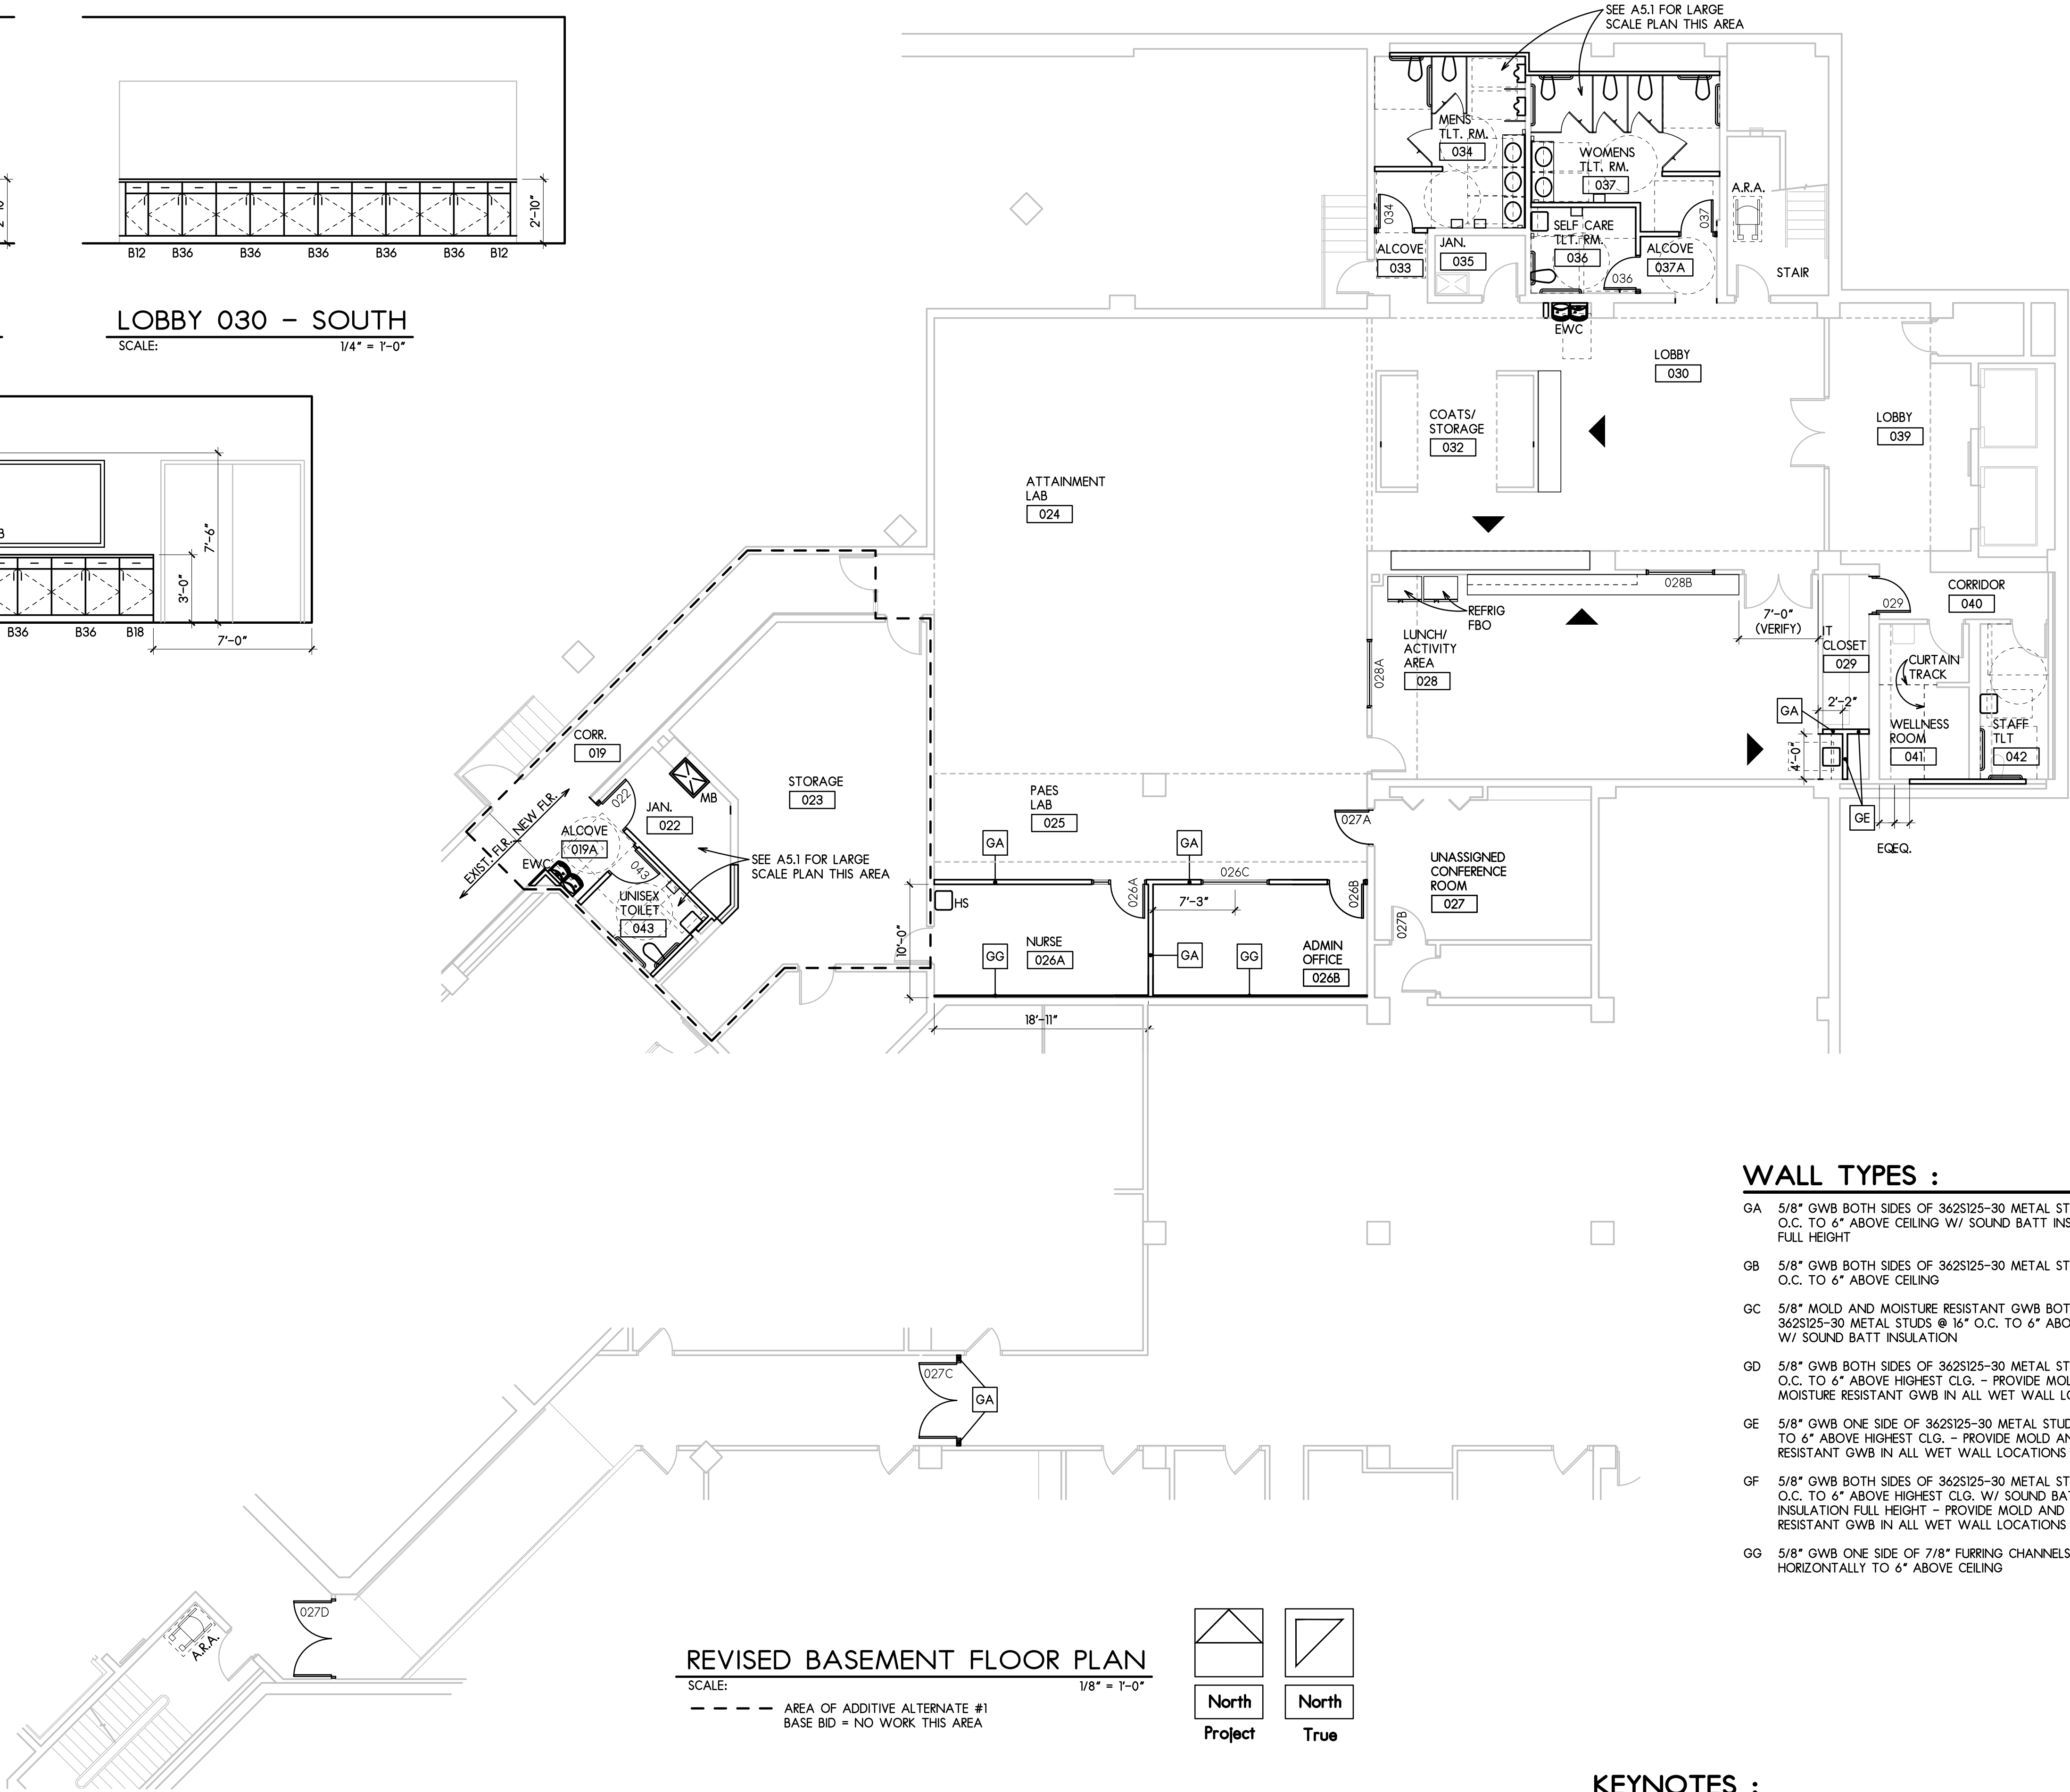 SEE A5.1 FOR LARGE
SCALE PLAN THIS AREA
2'-10"
B12 B36 B36 B36 B36 B36 B12
LOBBY 030 - SOUTH
SCALE: 1/4" = 1'-0"
7'-6"
3'-0"
B36 B36 B18
7'-0"
MENS
TLT. RM.
034
WOMENS
TLT. RM.
037
A.R.A.
034
037
ALCOVE
033
JAN.
035
SELF CARE
TLT. RM.
036
036
ALCOVE
037A
STAIR
EWC
LOBBY
030
COATS/
STORAGE
032
LOBBY
039
ATTAINMENT
LAB
024
028B
REFRIG
FBO
7'-0"
(VERIFY)
029
CORRIDOR
040
LUNCH/
ACTIVITY
AREA
028
028A
IT
CLOSET
029
CURTAIN
TRACK
2'-2"
GA
4'-0"
WELLNESS
ROOM
041
STAFF
TLT
042
GE
EQ.EQ.
CORR.
019
STORAGE
023
MB
022
JAN.
022
EXIST. FLR. NEW FLR.
ALCOVE
019A
EWC
043
SEE A5.1 FOR LARGE
SCALE PLAN THIS AREA
UNISEX
TOILET
043
PAES
LAB
025
GA
GA
027A
026C
026A
026B
HS
7'-3"
10'-0"
UNASSIGNED
CONFERENCE
ROOM
027
027B
NURSE
026A
GG
GA
GG
ADMIN
OFFICE
026B
18'-11"
027C
GA
027D
A.R.A.
WALL TYPES :
GA 5/8" GWB BOTH SIDES OF 362S125-30 METAL
O.C. TO 6" ABOVE CEILING W/ SOUND BATT
FULL HEIGHT
GB 5/8" GWB BOTH SIDES OF 362S125-30 METAL
O.C. TO 6" ABOVE CEILING
GC 5/8" MOLD AND MOISTURE RESISTANT GWB
362S125-30 METAL STUDS @ 16" O.C. TO 6"
W/ SOUND BATT INSULATION
GD 5/8" GWB BOTH SIDES OF 362S125-30 METAL
O.C. TO 6" ABOVE HIGHEST CLG. - PROVIDE
MOISTURE RESISTANT GWB IN ALL WET WALL
GE 5/8" GWB ONE SIDE OF 362S125-30 METAL
TO 6" ABOVE HIGHEST CLG. - PROVIDE MOLD
RESISTANT GWB IN ALL WET WALL LOCATIONS
GF 5/8" GWB BOTH SIDES OF 362S125-30 METAL
O.C. TO 6" ABOVE HIGHEST CLG. W/ SOUND
INSULATION FULL HEIGHT - PROVIDE MOLD AND
RESISTANT GWB IN ALL WET WALL LOCATIONS
GG 5/8" GWB ONE SIDE OF 7/8" FURRING CHANNELS
HORIZONTALLY TO 6" ABOVE CEILING
REVISED BASEMENT FLOOR PLAN
SCALE: 1/8" = 1'-0"
AREA OF ADDITIVE ALTERNATE #1
BASE BID = NO WORK THIS AREA
North
Project
North
True
KEYNOTES :